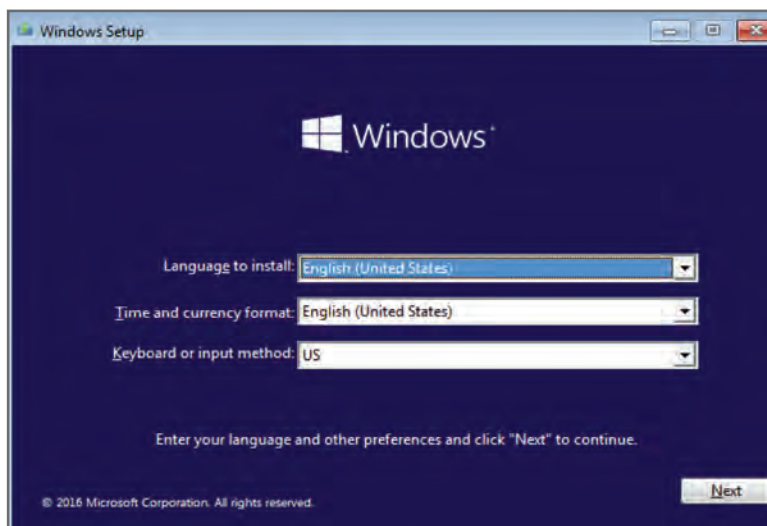 Windows Setup
Windows
Language to install: English (United States)
Time and currency format: English (United States)
Keyboard or input method: US
Enter your language and other preferences and click "Next" to continue.
Next
© 2016 Microsoft Corporation. All rights reserved.